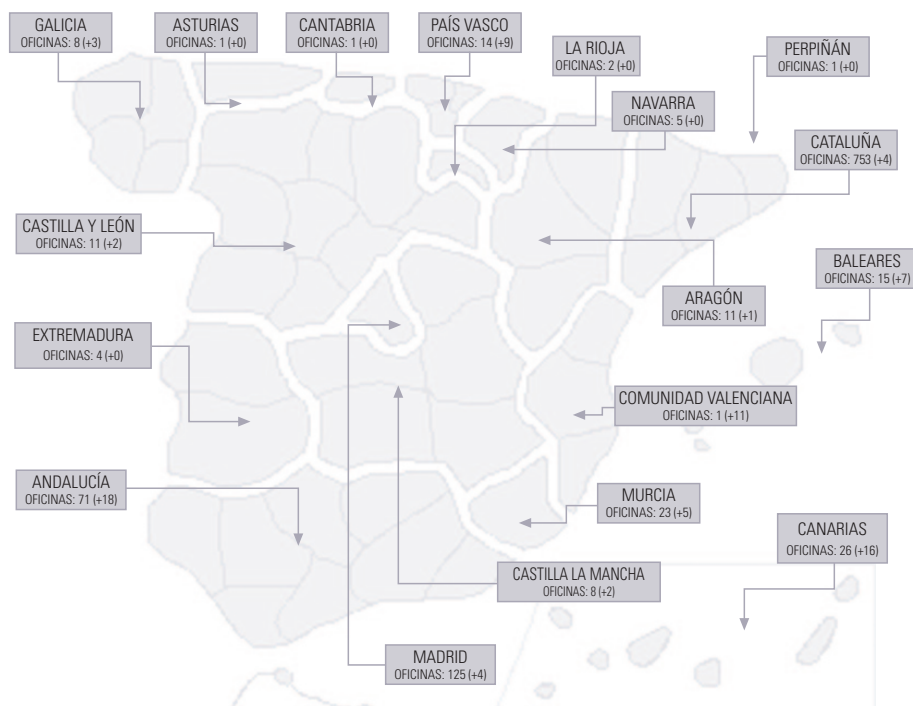 GALICIA
OFICINAS: 8 (+3)
ASTURIAS
OFICINAS: 1 (+0)
CANTABRIA
OFICINAS: 1 (+0)
PAÍS VASCO
OFICINAS: 14 (+9)
LA RIOJA
OFICINAS: 2 (+0)
PERPIÑÁN
OFICINAS: 1 (+0)
NAVARRA
OFICINAS: 5 (+0)
CATALUÑA
OFICINAS: 753 (+4)
CASTILLA Y LEÓN
OFICINAS: 11 (+2)
BALEARES
OFICINAS: 15 (+7)
ARAGÓN
OFICINAS: 11 (+1)
EXTREMADURA
OFICINAS: 4 (+0)
COMUNIDAD VALENCIANA
OFICINAS: 1 (+11)
ANDALUCÍA
OFICINAS: 71 (+18)
MURCIA
OFICINAS: 23 (+5)
CANARIAS
OFICINAS: 26 (+16)
CASTILLA LA MANCHA
OFICINAS: 8 (+2)
MADRID
OFICINAS: 125 (+4)